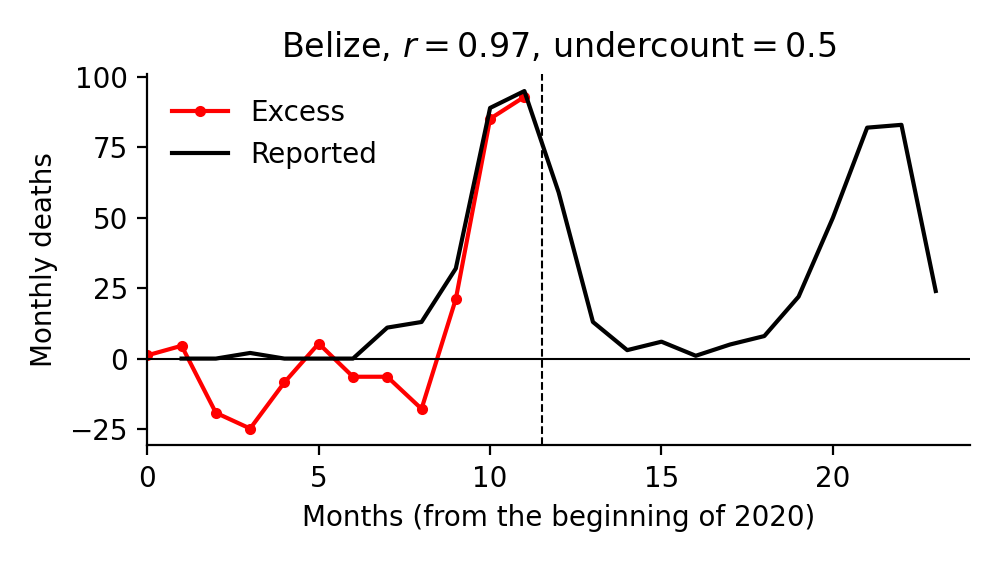 Belize, r = 0.97, undercount = 0.5
Excess
Reported
Monthly deaths
100
75
50
25
0
−25
0 5 10 15 20
Months (from the beginning of 2020)